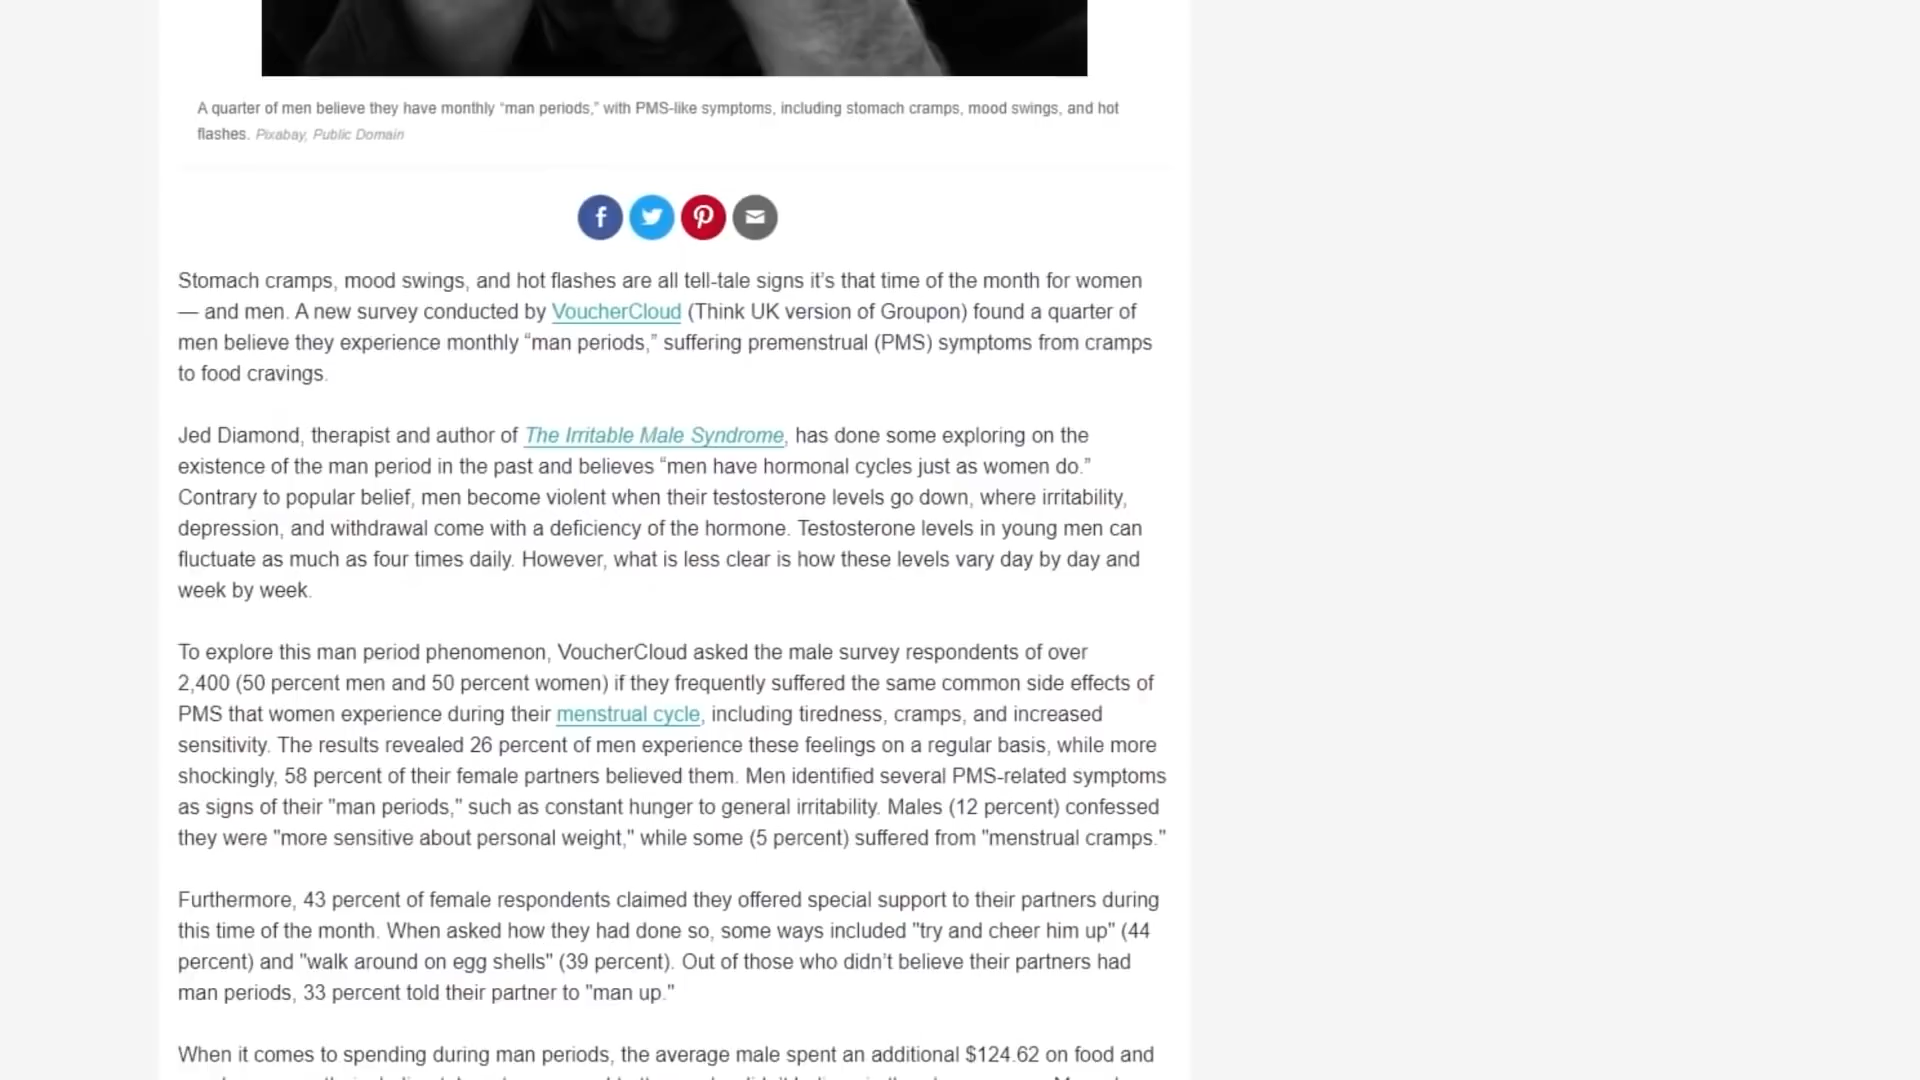 A quarter of men believe they have monthly “man periods,” with PMS-like symptoms, including stomach cramps, mood swings, and hot
flashes. Pixabay, Public Domain
Stomach cramps, mood swings, and hot flashes are all tell-tale signs it’s that time of the month for women
— and men. A new survey conducted by VoucherCloud (Think UK version of Groupon) found a quarter of
men believe they experience monthly “man periods,” suffering premenstrual (PMS) symptoms from cramps
to food cravings.
Jed Diamond, therapist and author of The Irritable Male Syndrome, has done some exploring on the
existence of the man period in the past and believes “men have hormonal cycles just as women do.”
Contrary to popular belief, men become violent when their testosterone levels go down, where irritability,
depression, and withdrawal come with a deficiency of the hormone. Testosterone levels in young men can
fluctuate as much as four times daily. However, what is less clear is how these levels vary day by day and
week by week.
To explore this man period phenomenon, VoucherCloud asked the male survey respondents of over
2,400 (50 percent men and 50 percent women) if they frequently suffered the same common side effects of
PMS that women experience during their menstrual cycle, including tiredness, cramps, and increased
sensitivity. The results revealed 26 percent of men experience these feelings on a regular basis, while more
shockingly, 58 percent of their female partners believed them. Men identified several PMS-related symptoms
as signs of their "man periods," such as constant hunger to general irritability. Males (12 percent) confessed
they were "more sensitive about personal weight," while some (5 percent) suffered from "menstrual cramps."
Furthermore, 43 percent of female respondents claimed they offered special support to their partners during
this time of the month. When asked how they had done so, some ways included "try and cheer him up" (44
percent) and "walk around on egg shells" (39 percent). Out of those who didn’t believe their partners had
man periods, 33 percent told their partner to "man up."
When it comes to spending during man periods, the average male spent an additional $124.62 on food and